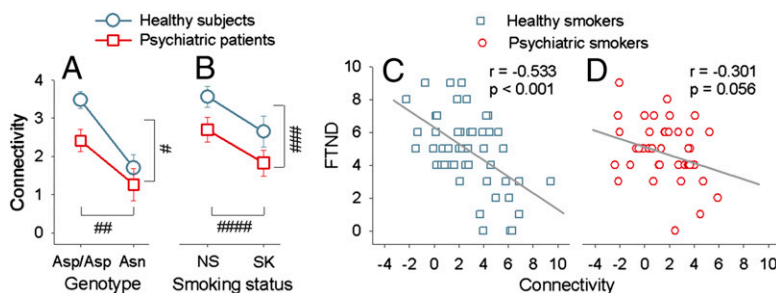 Healthy subjects
Psychiatric patients
Healthy smokers
Psychiatric smokers
A
B
C
D
Connectivity
4
3
2
1
0
#
##
###
####
Asp/Asp Asn
Genotype
NS SK
Smoking status
FTND
10
8
6
4
2
0
r = -0.533
p < 0.001
r = -0.301
p = 0.056
-4 -2 0 2 4 6 8 10
-4 -2 0 2 4 6 8 10
Connectivity